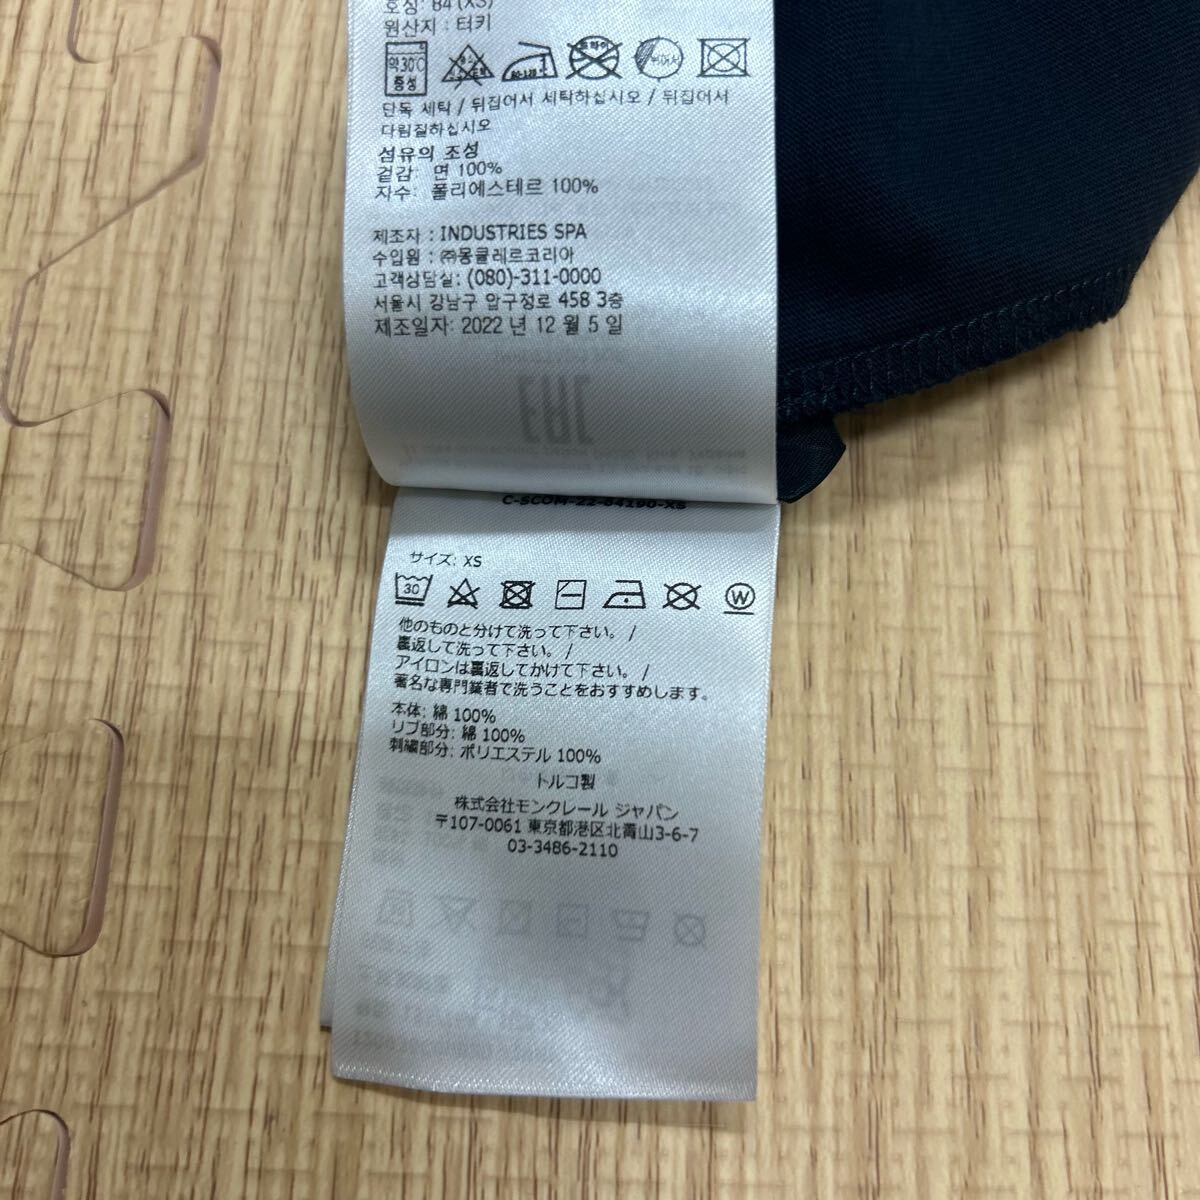 호칭: 84 (XS)
원산지 : 터키
약30℃
중성
80-120℃
드라이
단독 세탁 / 뒤집어서 세탁하십시오 / 뒤집어서
다림질하십시오
섬유의 조성
겉감: 면 100%
자수: 폴리에스테르 100%
제조자 : INDUSTRIES SPA
수입원 : ㈜몽클레르코리아
고객상담실: (080)-311-0000
서울시 강남구 압구정로 458 3층
제조일자: 2022 년 12 월 5 일
EAC
C-SCOM-22-64190-XS
サイズ: XS
30
W
他のものと分けて洗って下さい。 /
裏返して洗って下さい。 /
アイロンは裏返してかけて下さい。 /
著名な専門業者で洗うことをおすすめします。
本体: 綿 100%
リブ部分: 綿 100%
刺繍部分: ポリエステル 100%
トルコ製
株式会社モンクレール ジャパン
〒107-0061 東京都港区北青山3-6-7
03-3486-2110